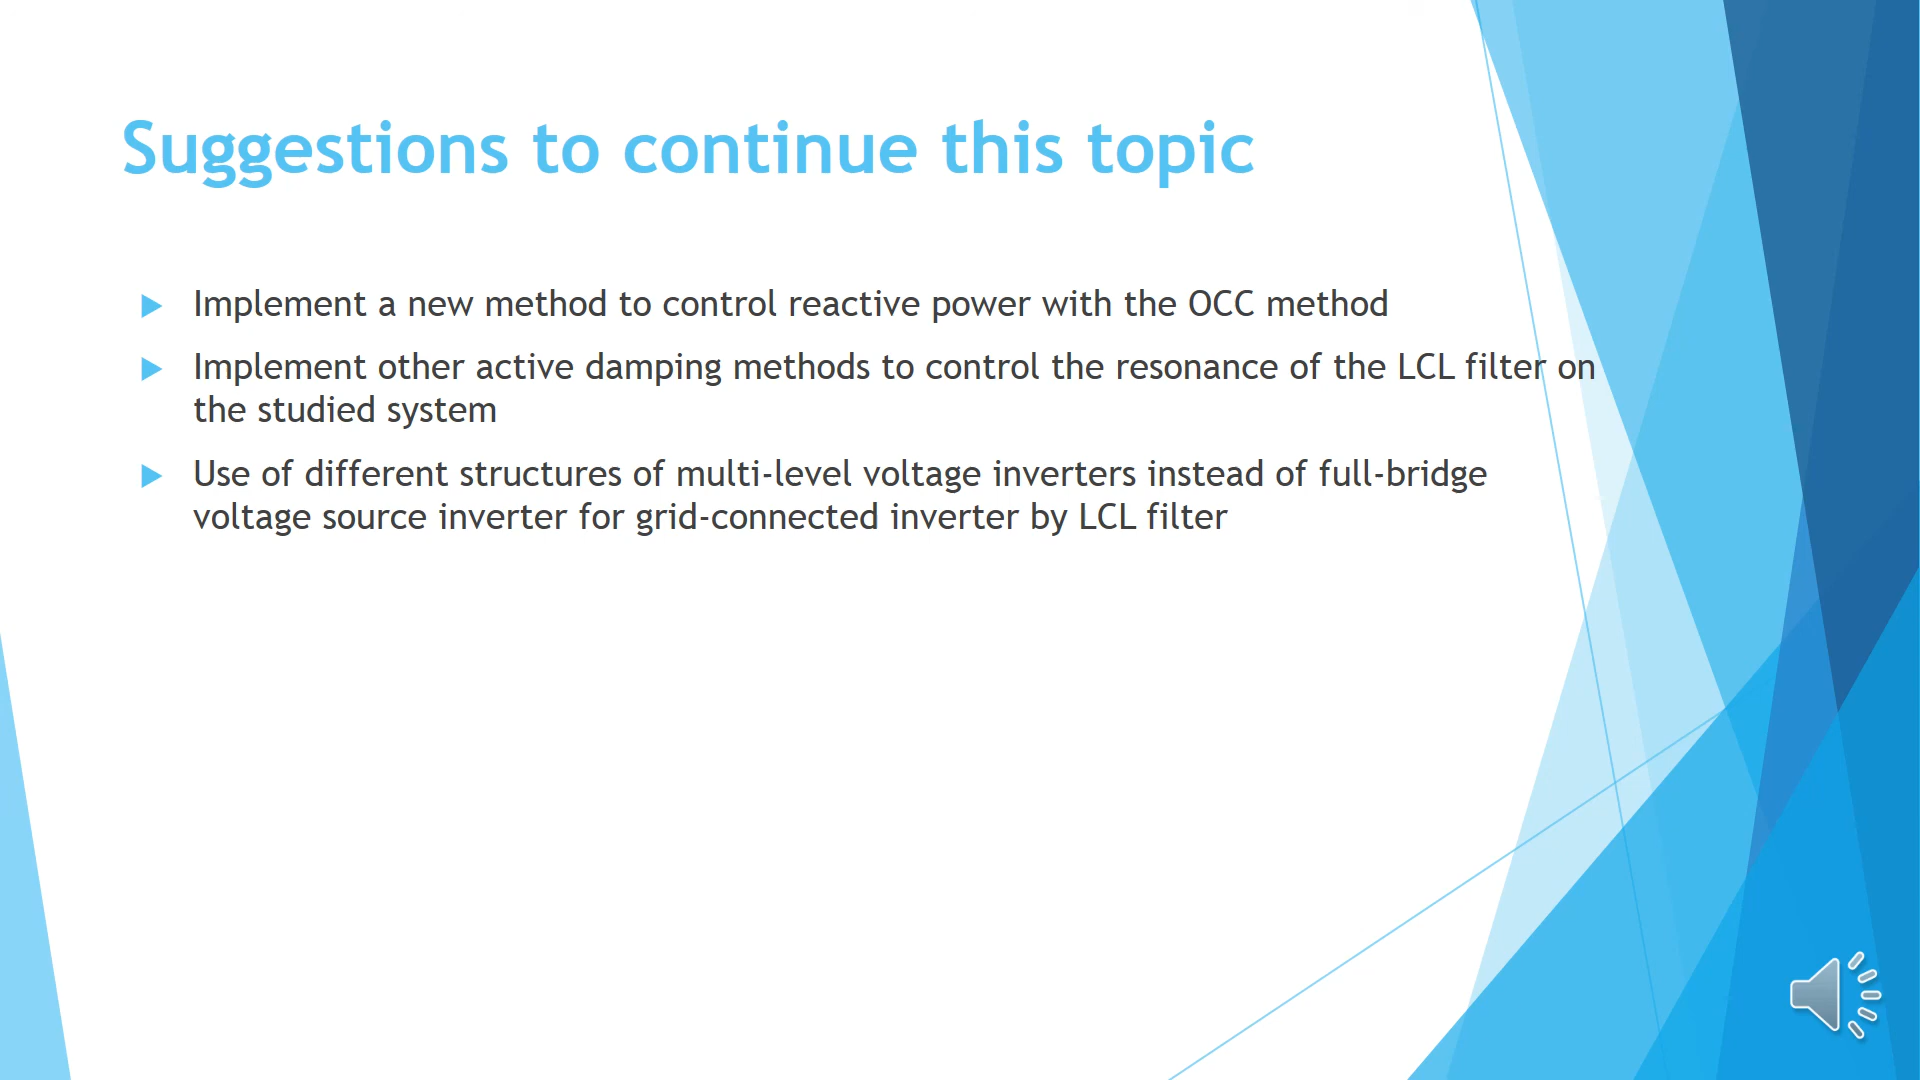 Suggestions to continue this topic
Implement a new method to control reactive power with the OCC method
Implement other active damping methods to control the resonance of the LCL filter on
the studied system
Use of different structures of multi-level voltage inverters instead of full-bridge
voltage source inverter for grid-connected inverter by LCL filter